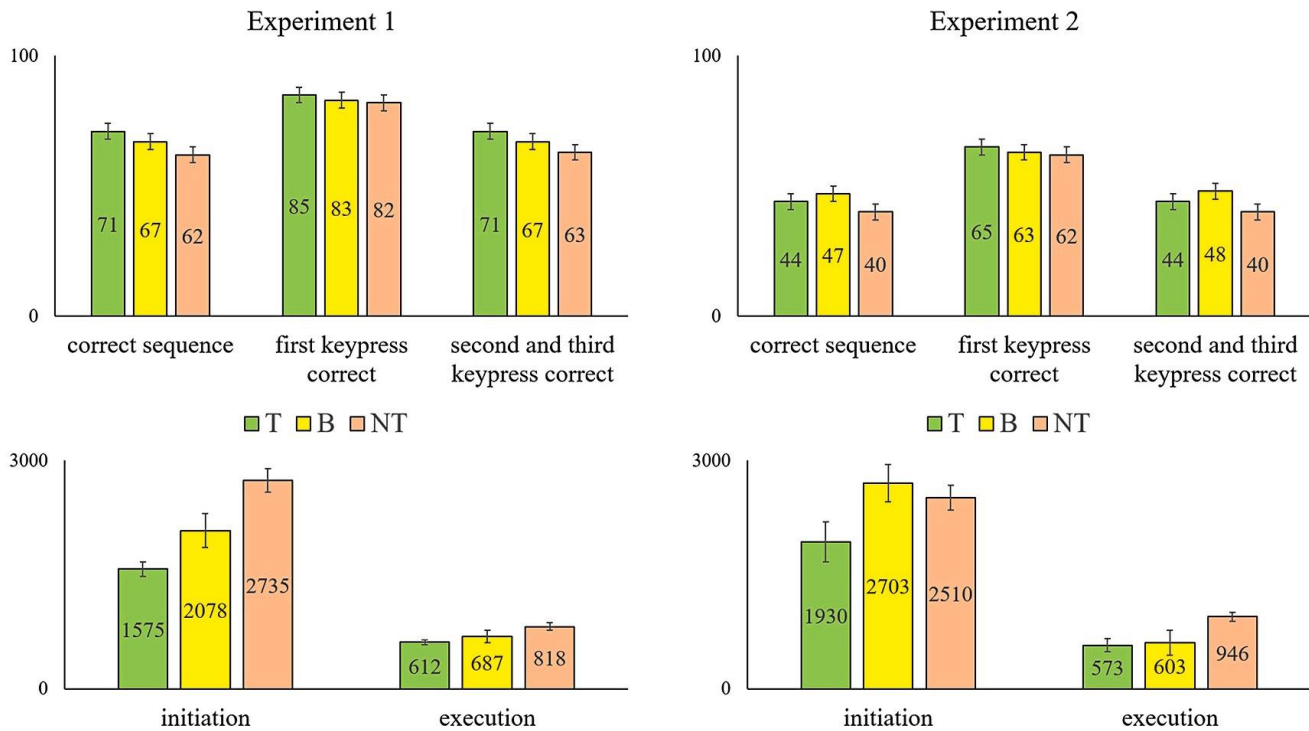 Experiment 1
100
0
71
67
62
85
83
82
71
67
63
correct sequence
first keypress
correct
second and third
keypress correct
T B NT
3000
0
1575
2078
2735
612
687
818
initiation
execution
Experiment 2
100
0
44
47
40
65
63
62
44
48
40
correct sequence
first keypress
correct
second and third
keypress correct
T B NT
3000
0
1930
2703
2510
573
603
946
initiation
execution